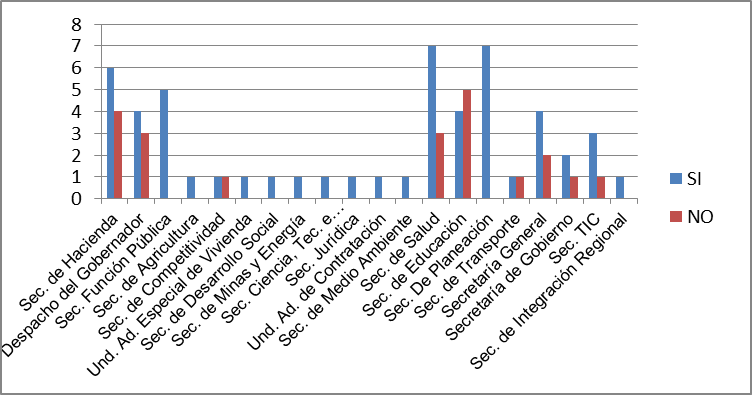 8
7
6
5
4
3
2
1
0
SI
NO
Sec. de Hacienda
Despacho del Gobernador
Sec. Función Pública
Sec. de Agricultura
Sec. de Competitividad
Und. Ad. Especial de Vivienda
Sec. de Desarrollo Social
Sec. de Minas y Energía
Sec. Ciencia, Tec. e…
Sec. Jurídica
Und. Ad. de Contratación
Sec. de Medio Ambiente
Sec. de Salud
Sec. de Educación
Sec. De Planeación
Sec. de Transporte
Secretaría General
Secretaría de Gobierno
Sec. TIC
Sec. de Integración Regional